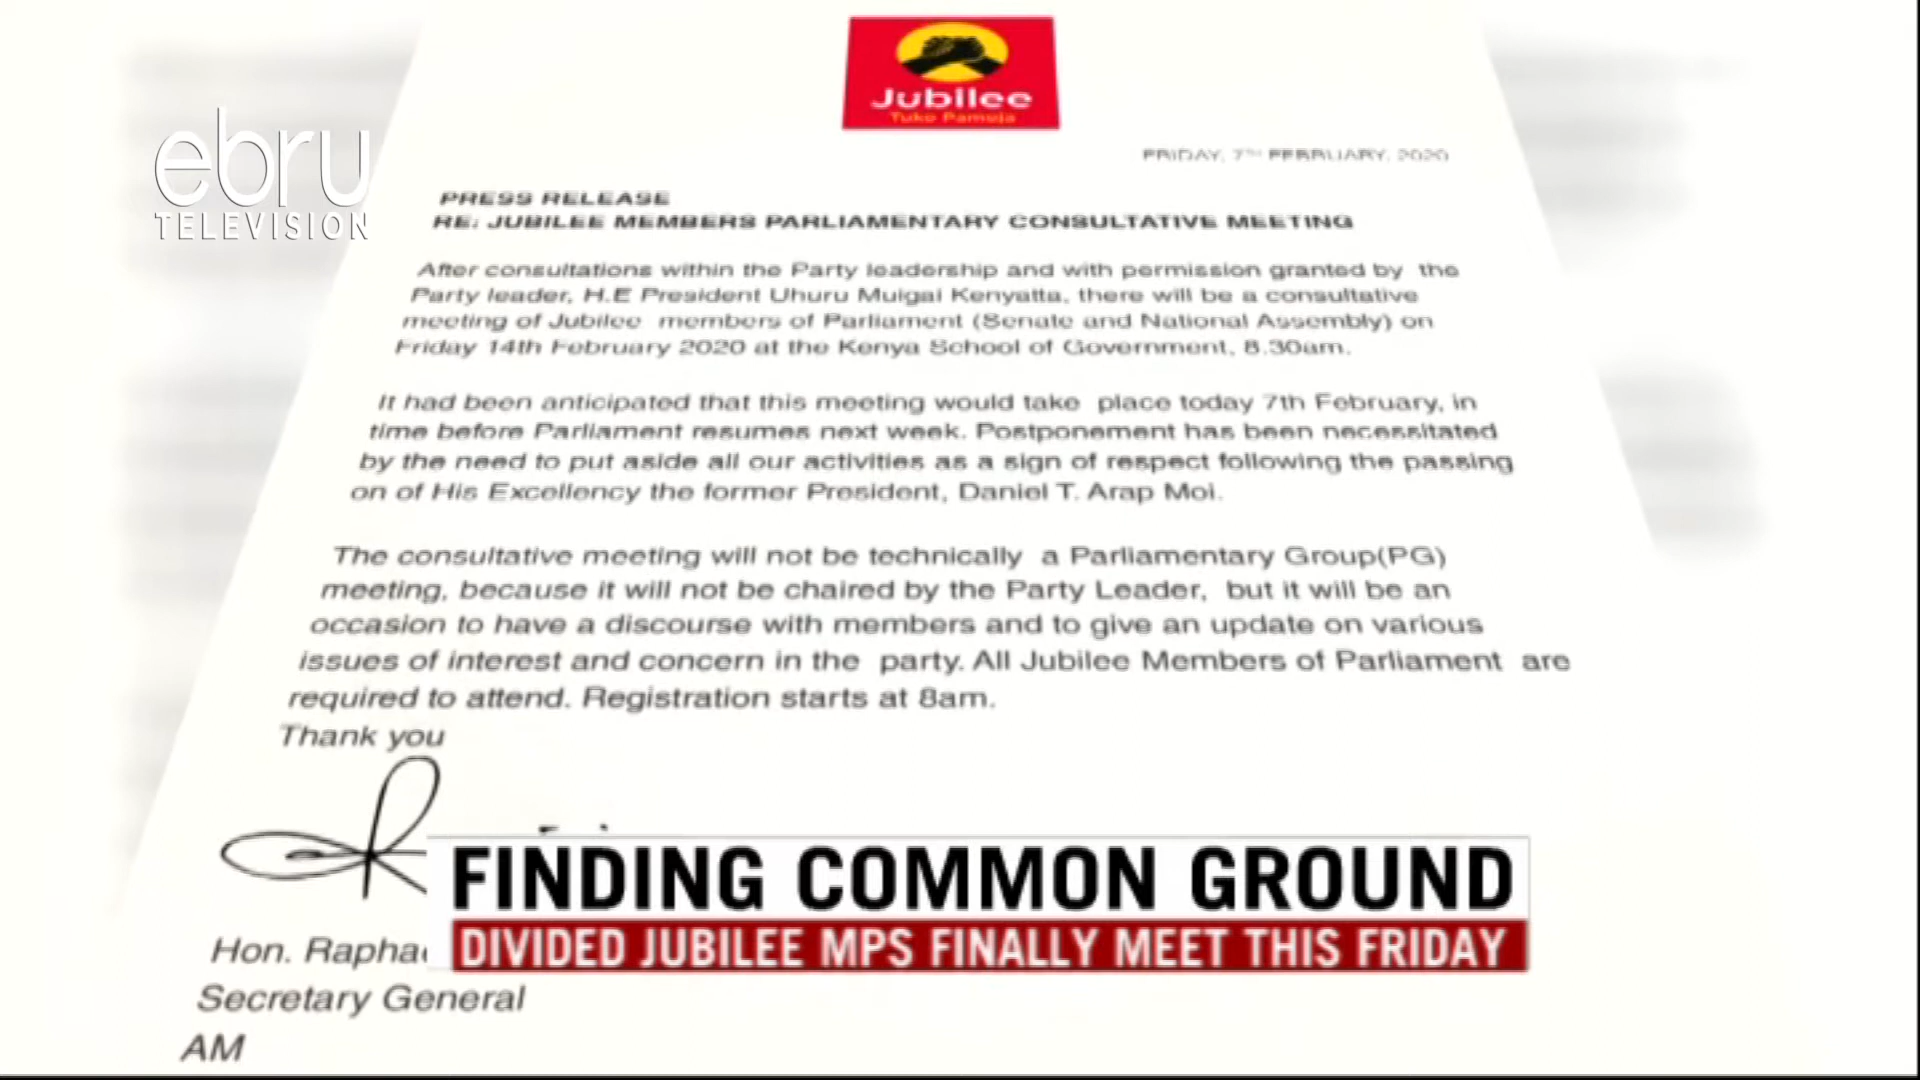 Jubilee
Tuko Pamoja
ebru
TELEVISION
FRIDAY, 7TH FEBRUARY, 2020
PRESS RELEASE
RE: JUBILEE MEMBERS PARLIAMENTARY CONSULTATIVE MEETING
After consultations within the Party leadership and with permission granted by the
Party leader, H.E President Uhuru Muigai Kenyatta, there will be a consultative
meeting of Jubilee members of Parliament (Senate and National Assembly) on
Friday 14th February 2020 at the Kenya School of Government, 8.30am.
It had been anticipated that this meeting would take place today 7th February, in
time before Parliament resumes next week. Postponement has been necessitated
by the need to put aside all our activities as a sign of respect following the passing
on of His Excellency the former President, Daniel T. Arap Moi.
The consultative meeting will not be technically a Parliamentary Group(PG)
meeting, because it will not be chaired by the Party Leader, but it will be an
occasion to have a discourse with members and to give an update on various
issues of interest and concern in the party. All Jubilee Members of Parliament are
required to attend. Registration starts at 8am.
Thank you
FINDING COMMON GROUND
DIVIDED JUBILEE MPS FINALLY MEET THIS FRIDAY
Hon. Rapha
Secretary General
AM